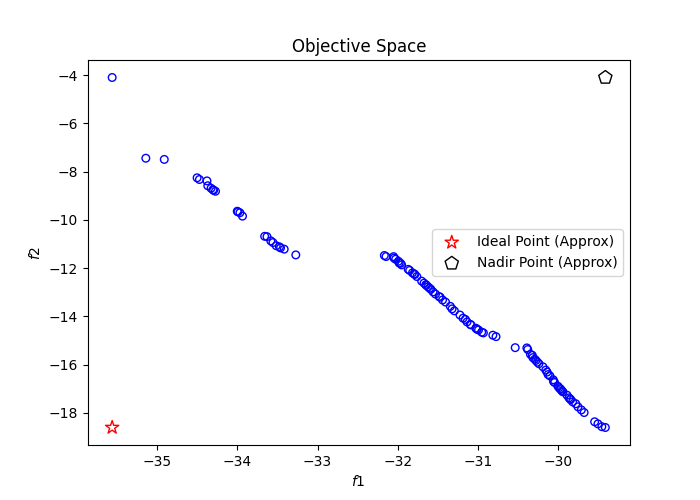 Objective Space
−4
−6
−8
−10
−12
−14
−16
−18
f2
Ideal Point (Approx)
Nadir Point (Approx)
−35
−34
−33
−32
−31
−30
f1